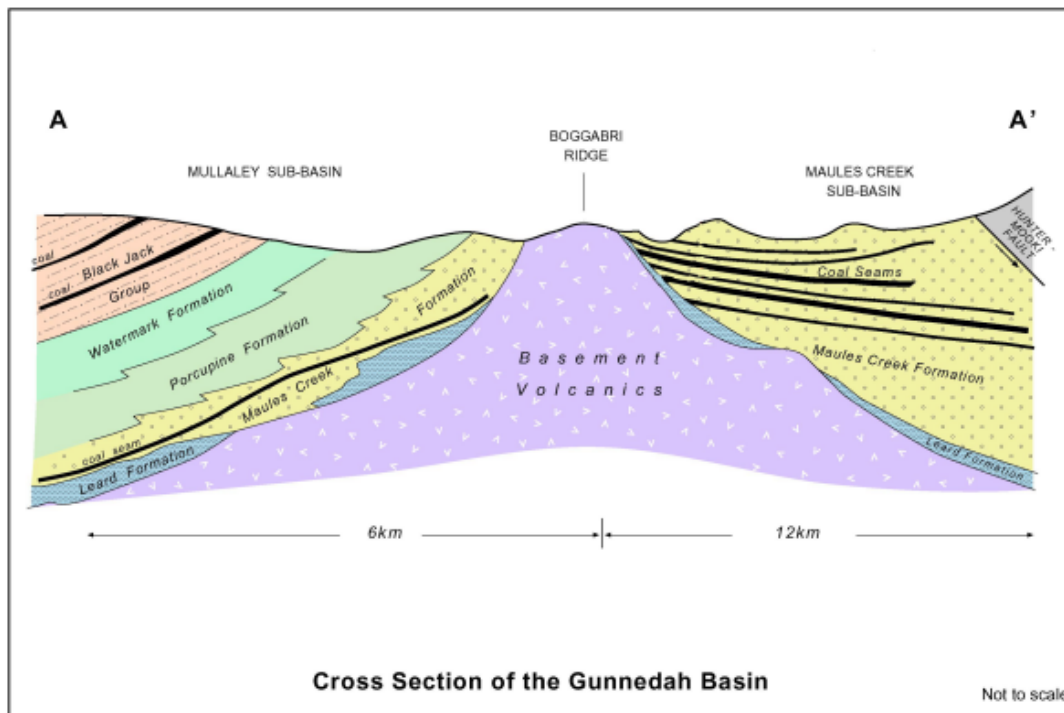 A
A'
BOGGABRI
RIDGE
MULLALEY SUB-BASIN
MAULES CREEK
SUB-BASIN
HUNTER-
MOOKI
FAULT
coal
Black Jack
coal
Group
Watermark Formation
Porcupine Formation
Formation
Maules Creek
coal seam
Leard Formation
Coal Seams
Maules Creek Formation
Leard Formation
Basement
Volcanics
6km
12km
Cross Section of the Gunnedah Basin
Not to scale